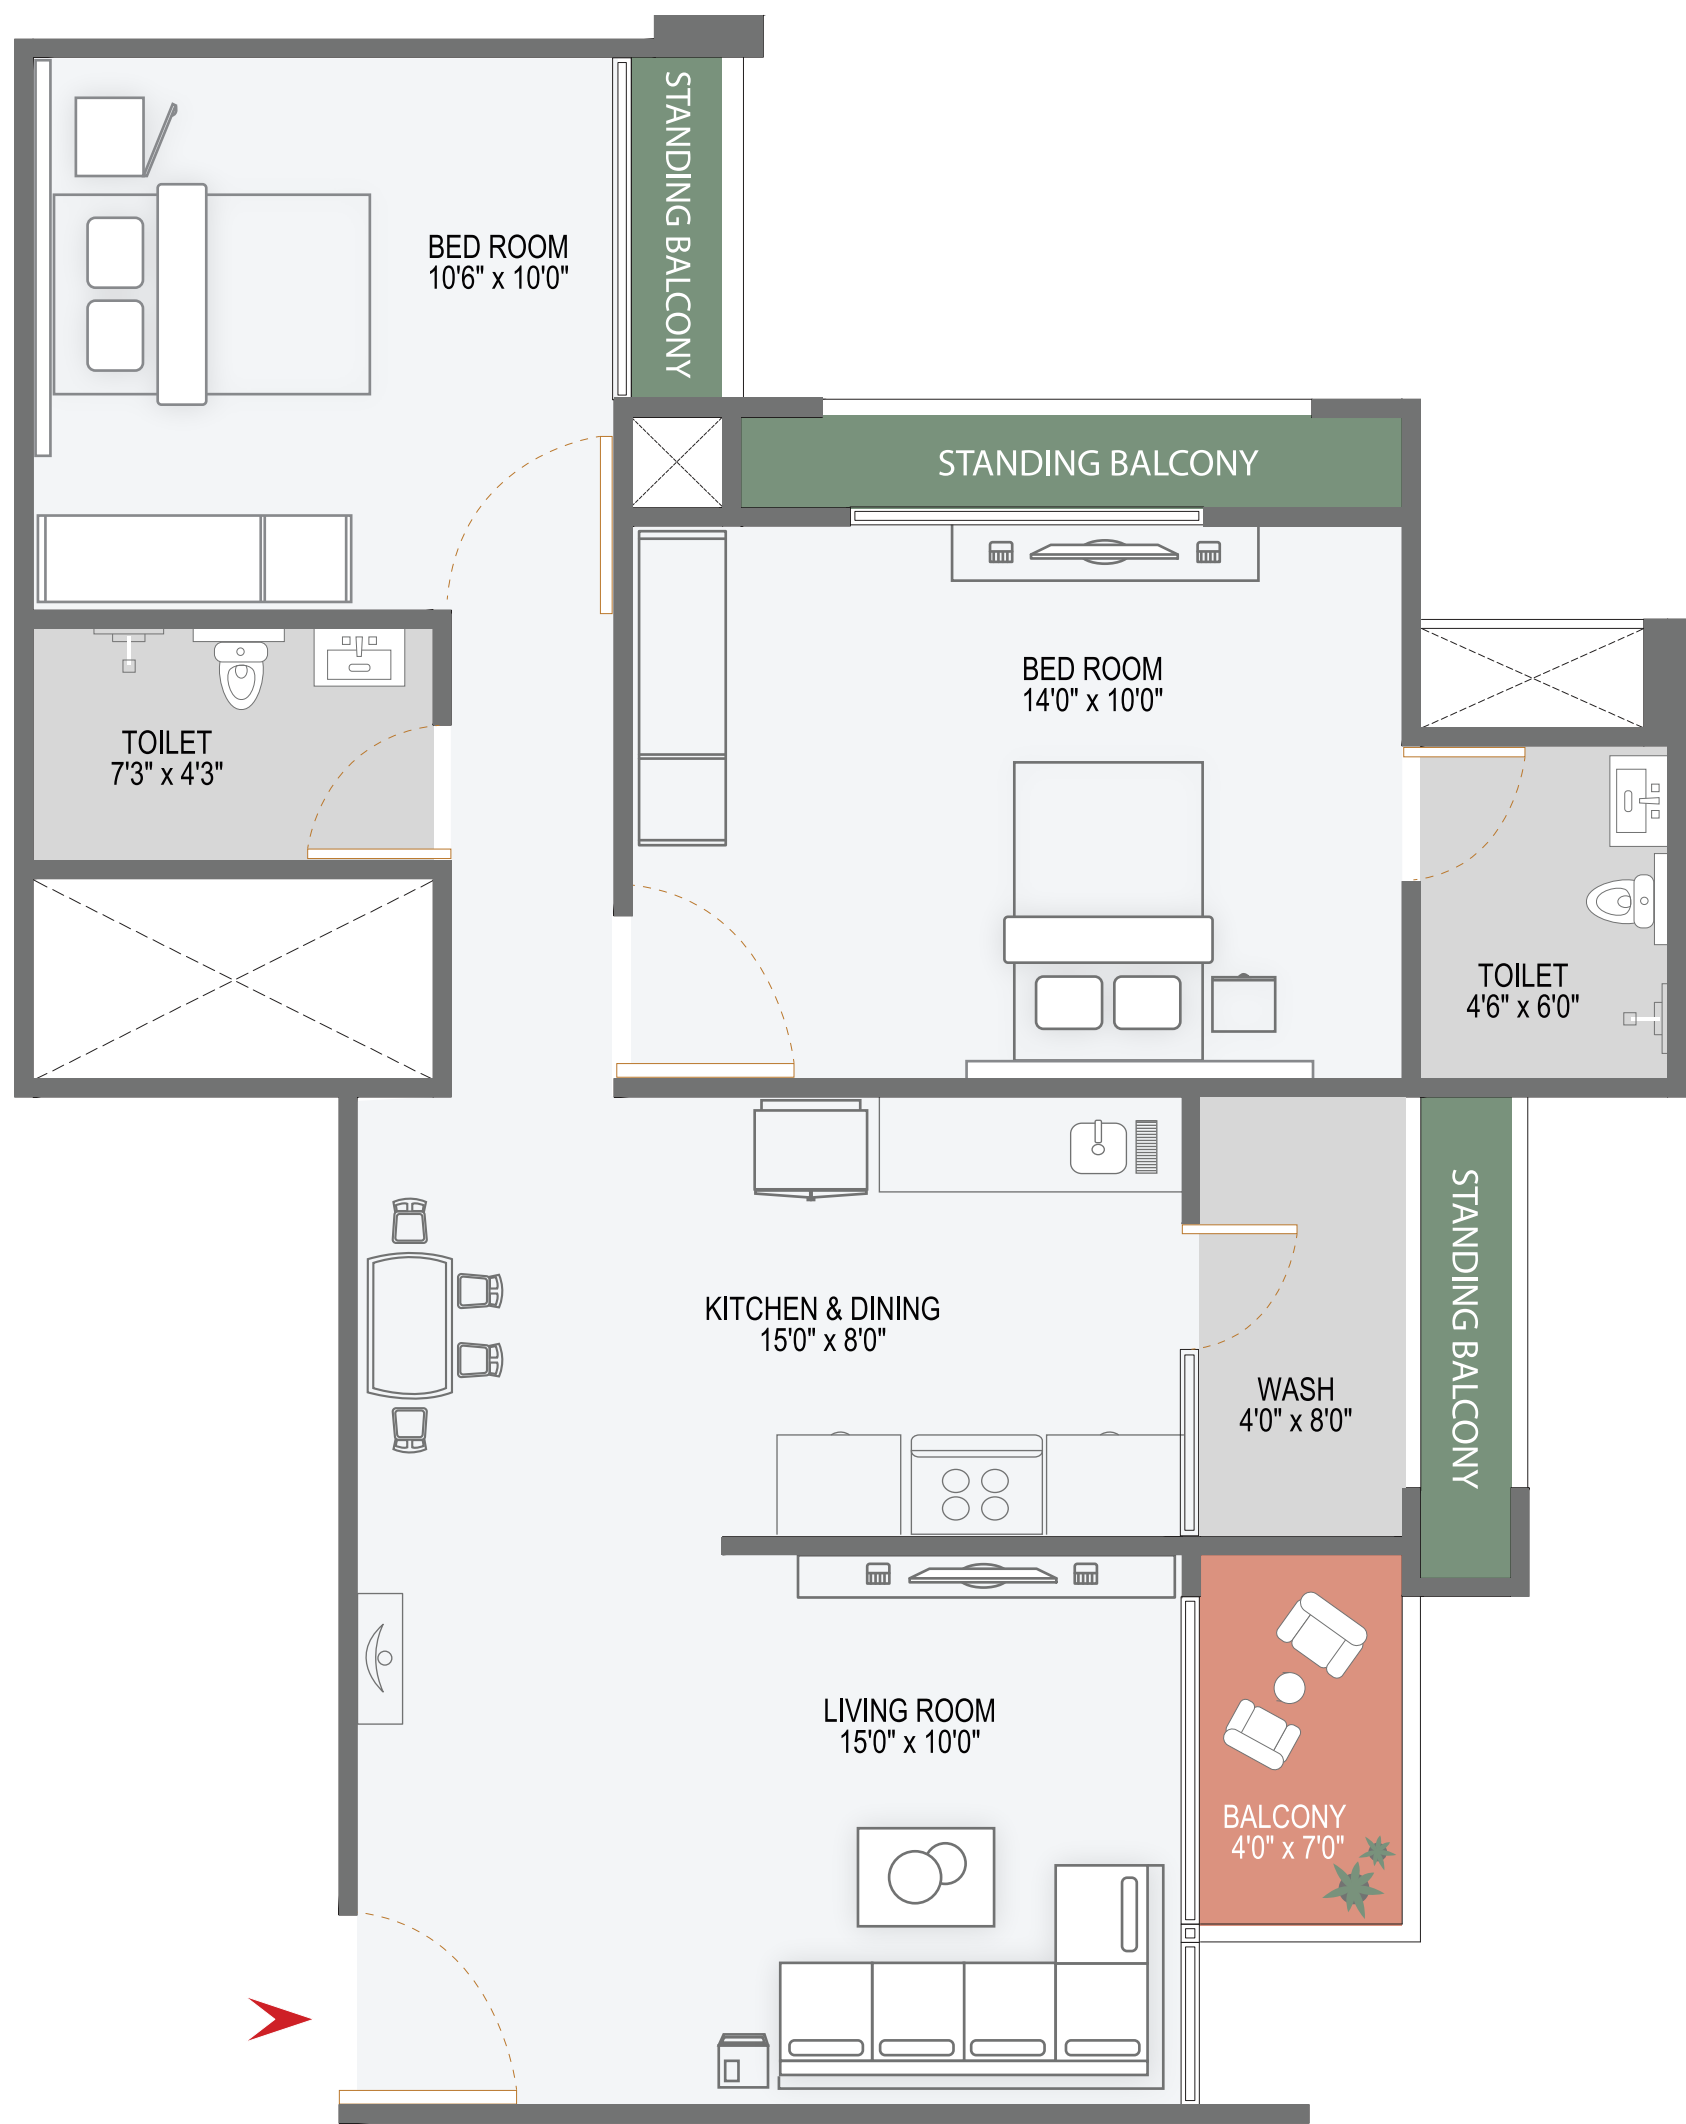 STANDING BALCONY
BED ROOM
10'6" x 10'0"
STANDING BALCONY
BED ROOM
14'0" x 10'0"
TOILET
7'3" x 4'3"
TOILET
4'6" x 6'0"
STANDING BALCONY
KITCHEN & DINING
15'0" x 8'0"
WASH
4'0" x 8'0"
LIVING ROOM
15'0" x 10'0"
BALCONY
4'0" x 7'0"